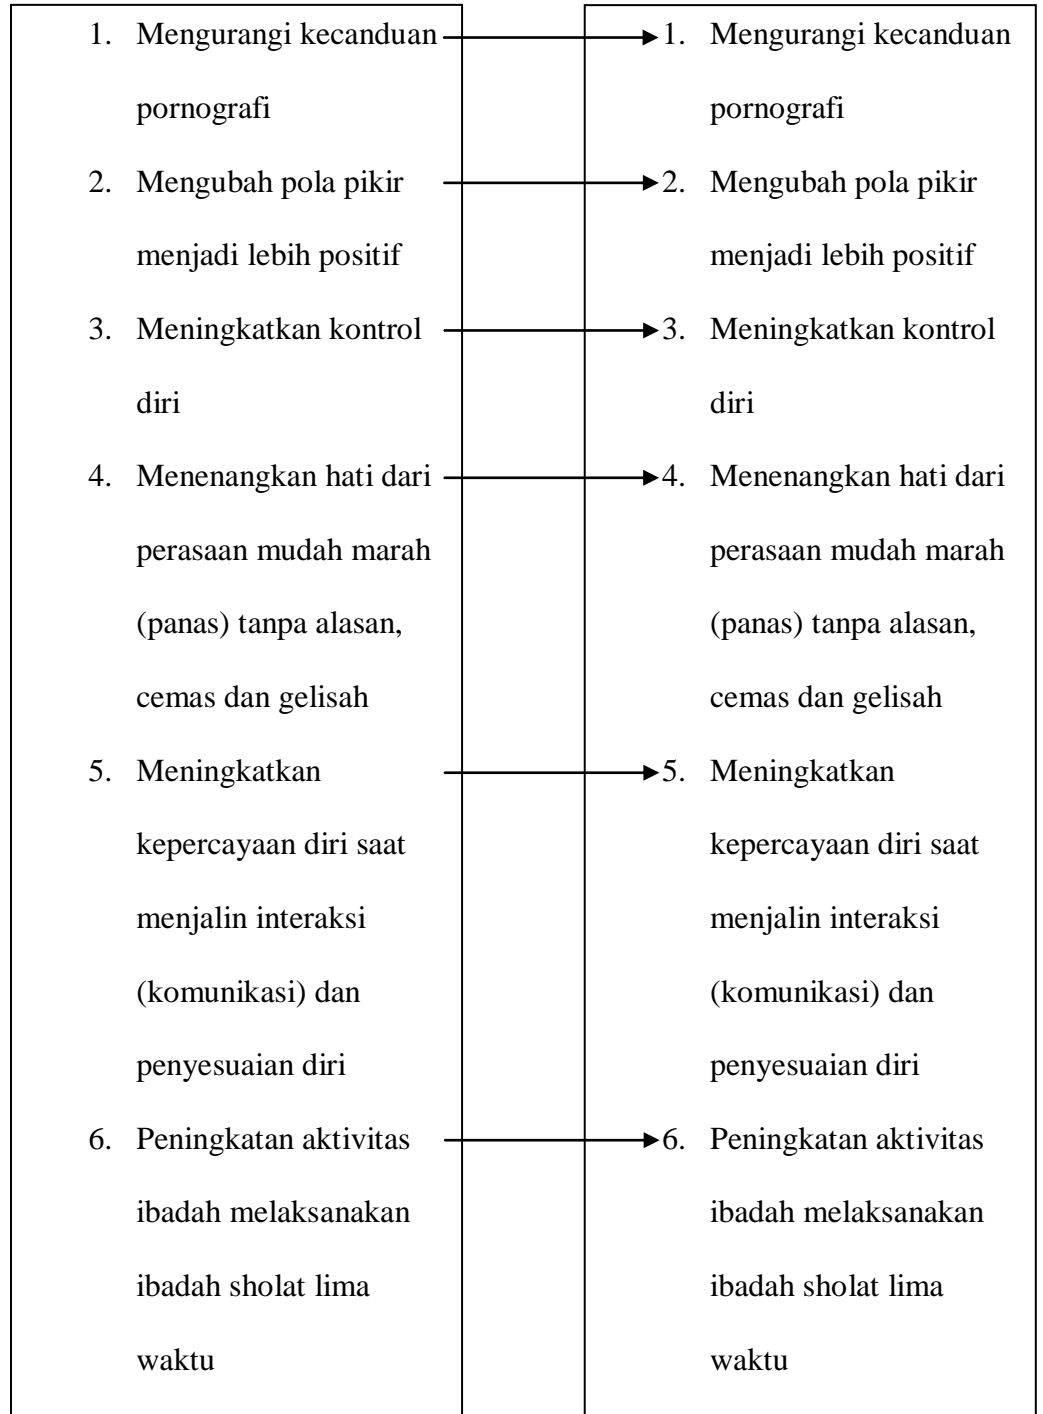 1. Mengurangi kecanduan
pornografi
2. Mengubah pola pikir
menjadi lebih positif
3. Meningkatkan kontrol
diri
4. Menenangkan hati dari
perasaan mudah marah
(panas) tanpa alasan,
cemas dan gelisah
5. Meningkatkan
kepercayaan diri saat
menjalin interaksi
(komunikasi) dan
penyesuaian diri
6. Peningkatan aktivitas
ibadah melaksanakan
ibadah sholat lima
waktu
1. Mengurangi kecanduan
pornografi
2. Mengubah pola pikir
menjadi lebih positif
3. Meningkatkan kontrol
diri
4. Menenangkan hati dari
perasaan mudah marah
(panas) tanpa alasan,
cemas dan gelisah
5. Meningkatkan
kepercayaan diri saat
menjalin interaksi
(komunikasi) dan
penyesuaian diri
6. Peningkatan aktivitas
ibadah melaksanakan
ibadah sholat lima
waktu